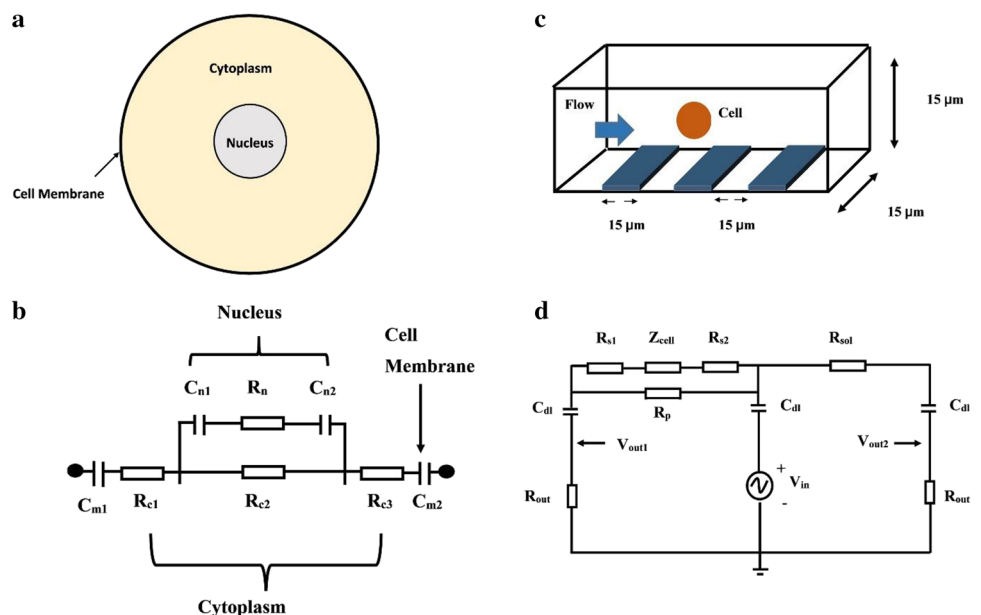 a
Cytoplasm
Nucleus
Cell Membrane
b
Nucleus
Cell
Membrane
Cn1 Rn Cn2
Cm1 Rc1 Rc2 Rc3 Cm2
Cytoplasm
c
Flow
Cell
15 μm
15 μm
15 μm 15 μm
d
Rs1 Zcell Rs2 Rsol
Cdl Rp Cdl Cdl
Vout1 Vout2
+
Vin
-
Rout Rout